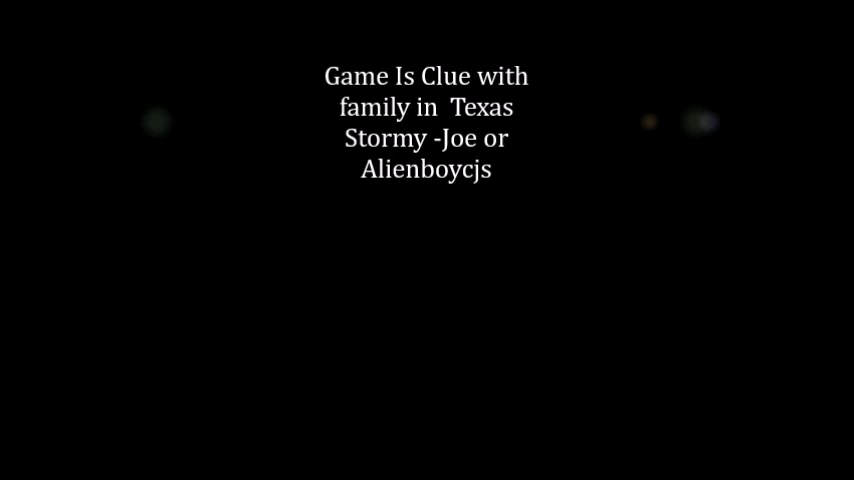 Game Is Clue with
family in  Texas
Stormy -Joe or
Alienboycjs